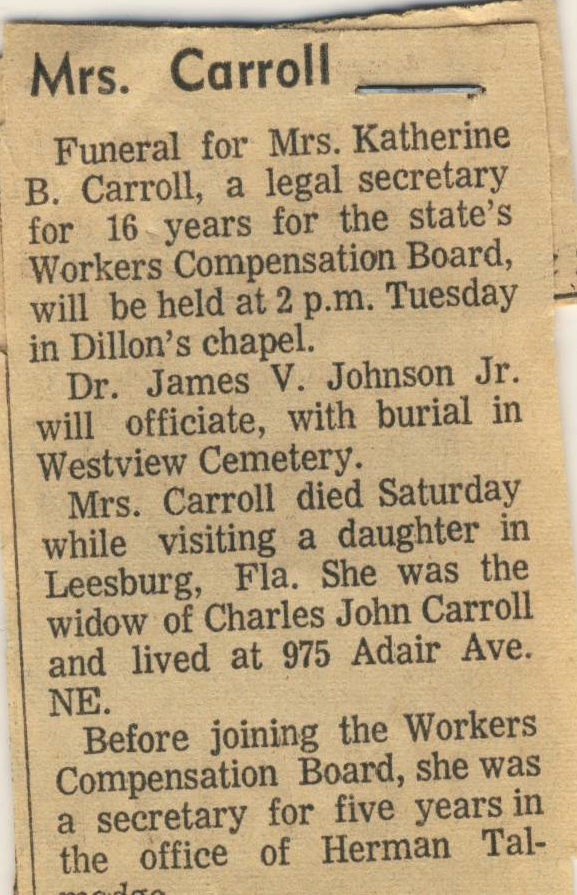 Mrs. Carroll
Funeral for Mrs. Katherine
B. Carroll, a legal secretary
for 16 years for the state's
Workers Compensation Board,
will be held at 2 p.m. Tuesday
in Dillon's chapel.
Dr. James V. Johnson Jr.
will officiate, with burial in
Westview Cemetery.
Mrs. Carroll died Saturday
while visiting a daughter in
Leesburg, Fla. She was the
widow of Charles John Carroll
and lived at 975 Adair Ave.
NE.
Before joining the Workers
Compensation Board, she was
a secretary for five years in
the office of Herman Tal-